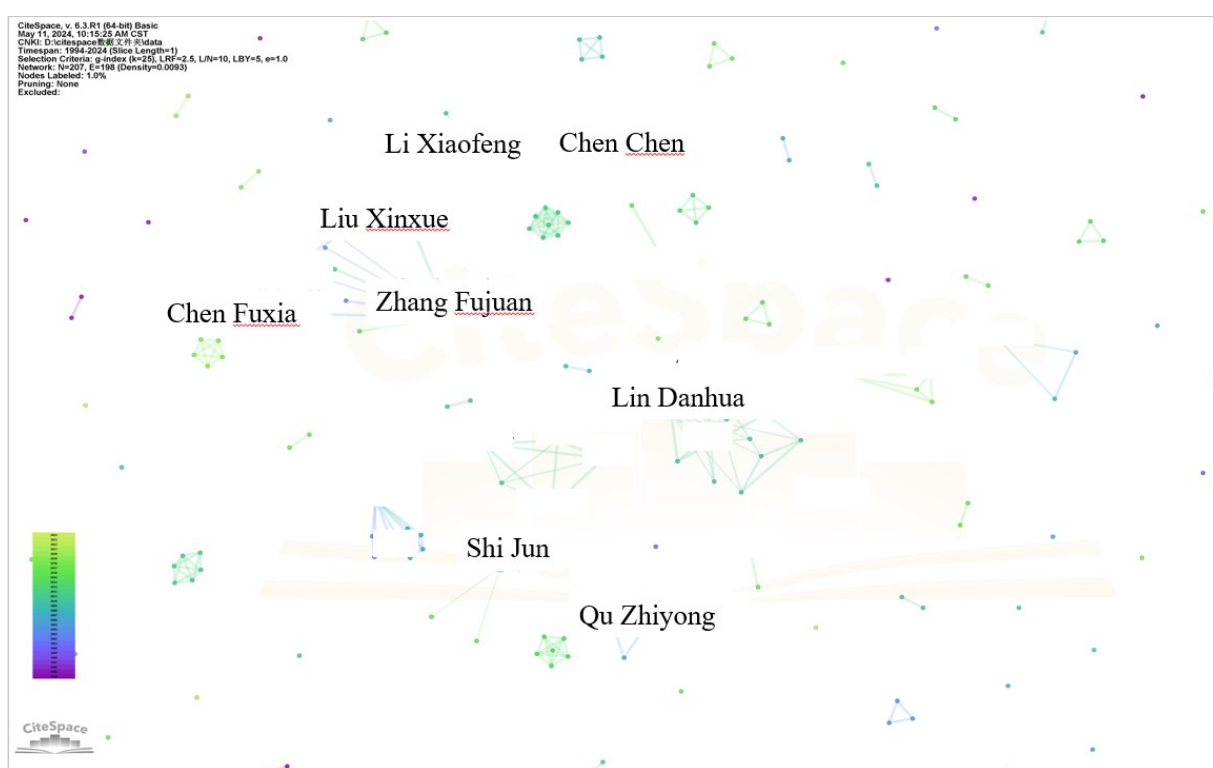 CiteSpace, v. 6.3.R1 (64-bit) Basic
May 11, 2024, 10:15:25 AM CST
CNKI: D:\citespace数据文件夹\data
Timespan: 1994-2024 (Slice Length=1)
Selection Criteria: g-index (k=25), LRF=2.5, L/N=10, LBY=5, e=1.0
Network: N=207, E=198 (Density=0.0093)
Nodes Labeled: 1.0%
Pruning: None
Excluded:
Li Xiaofeng Chen Chen
Liu Xinxue
Chen Fuxia Zhang Fujuan
CiteSpace
Lin Danhua
Shi Jun
Qu Zhiyong
CiteSpace